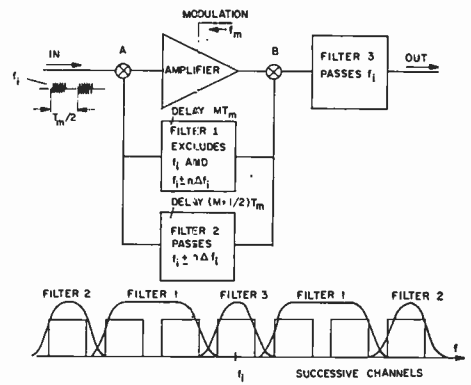 MODULATION
f_m
IN
A
B
AMPLIFIER
FILTER 3
PASSES f_i
OUT
f_i
T_m/2
DELAY MT_m
FILTER 1
EXCLUDES
f_i AND
f_i ± nΔf_i
DELAY (M+1/2)T_m
FILTER 2
PASSES
f_i ± nΔf_i
FILTER 2 FILTER 1 FILTER 3 FILTER 1 FILTER 2
f
f_i SUCCESSIVE CHANNELS